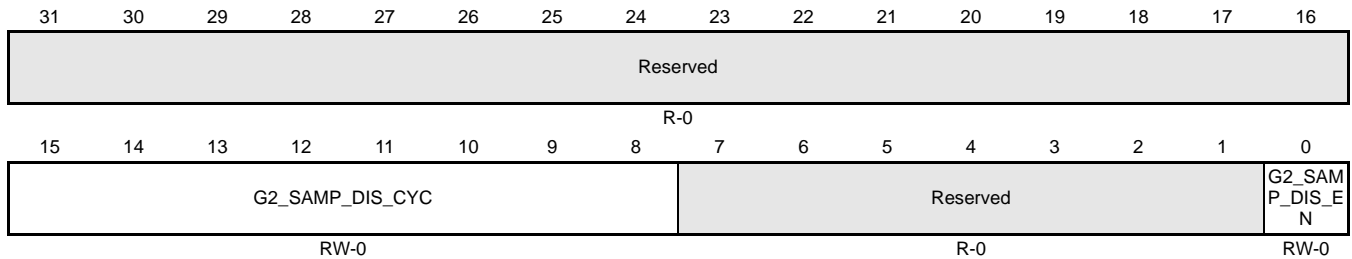 31 30 29 28 27 26 25 24 23 22 21 20 19 18 17 16
Reserved
R-0
15 14 13 12 11 10 9 8 7 6 5 4 3 2 1 0
G2_SAMP_DIS_CYC Reserved G2_SAM
P_DIS_E
N
RW-0 R-0 RW-0